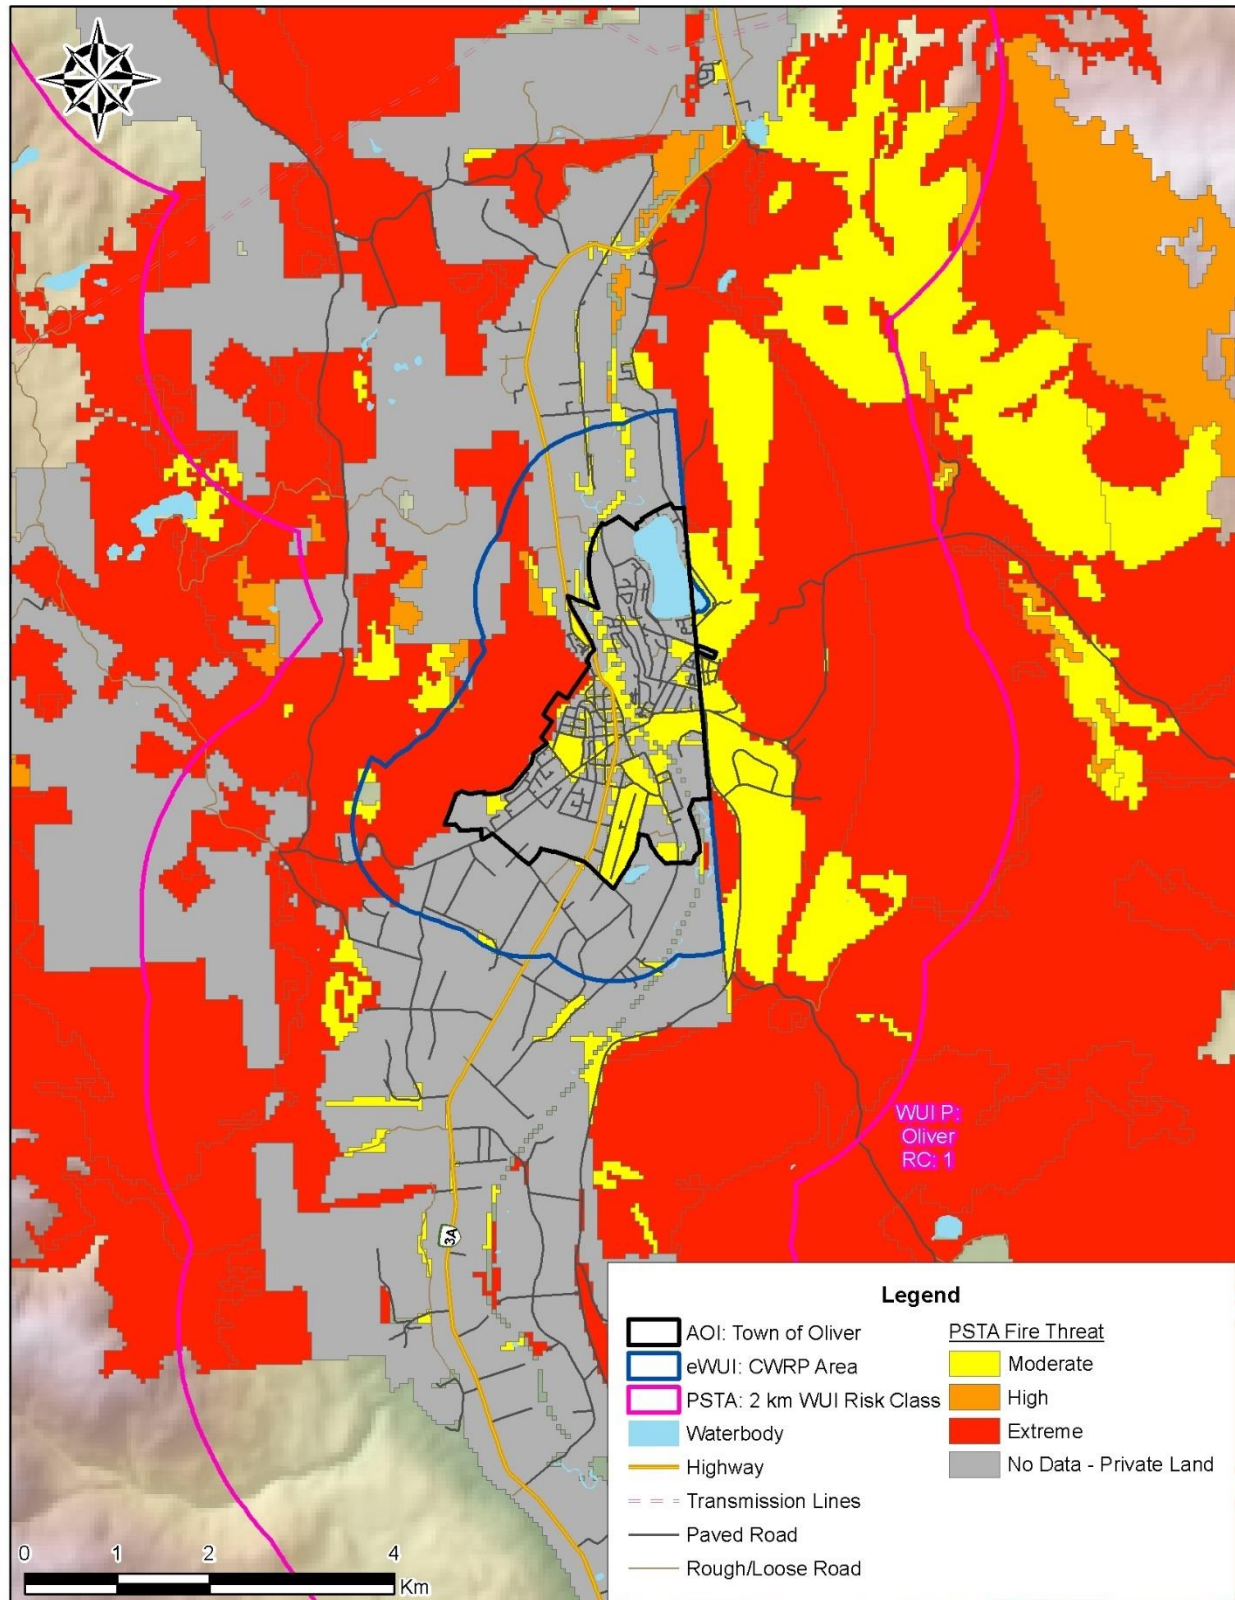 WUI P:
Oliver
RC: 1
3A
Legend
AOI: Town of Oliver
eWUI: CWRP Area
PSTA: 2 km WUI Risk Class
Waterbody
Highway
Transmission Lines
Paved Road
Rough/Loose Road
PSTA Fire Threat
Moderate
High
Extreme
No Data - Private Land
0 1 2 4
Km